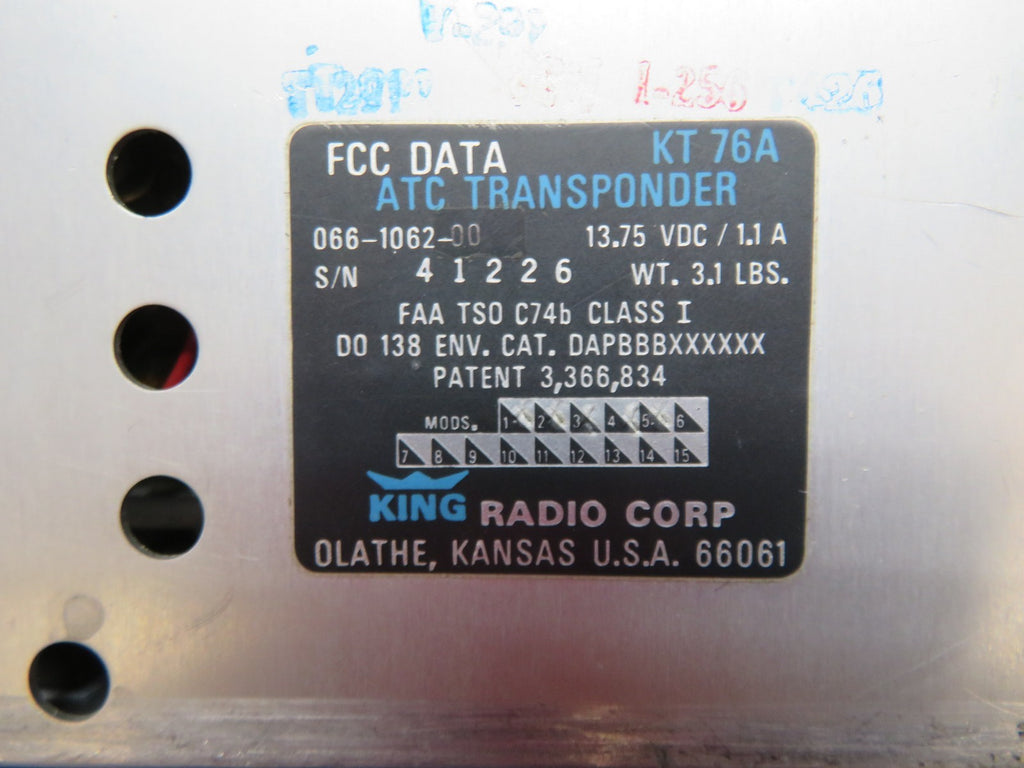 1-256
FCC DATA KT 76A
ATC TRANSPONDER
066-1062-00 13.75 VDC / 1.1 A
S/N 41226 WT. 3.1 LBS.
FAA TSO C74b CLASS I
DO 138 ENV. CAT. DAPBBBXXXXXX
PATENT 3,366,834
MODS. 1 2 3 4 5 6
7 8 9 10 11 12 13 14 15
KING RADIO CORP
OLATHE, KANSAS U.S.A. 66061